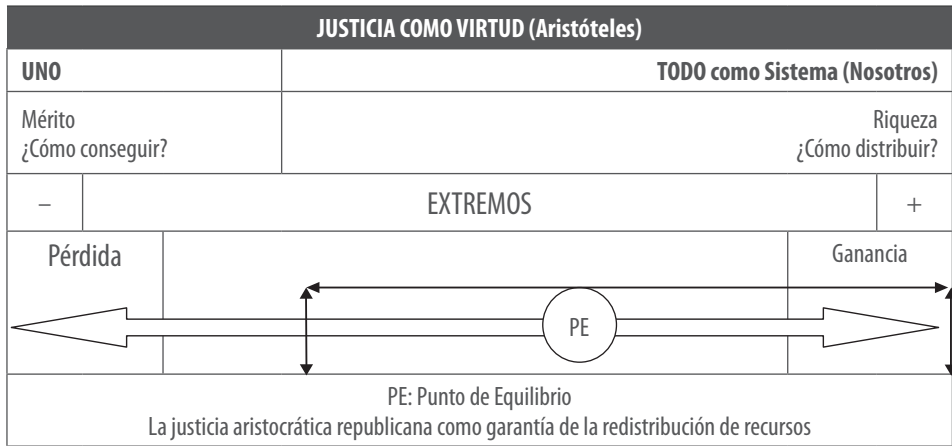 JUSTICIA COMO VIRTUD (Aristóteles)
UNO
TODO como Sistema (Nosotros)
Mérito
¿Cómo conseguir?
Riqueza
¿Cómo distribuir?
–
EXTREMOS
+
Pérdida
Ganancia
PE
PE: Punto de Equilibrio
La justicia aristocrática republicana como garantía de la redistribución de recursos